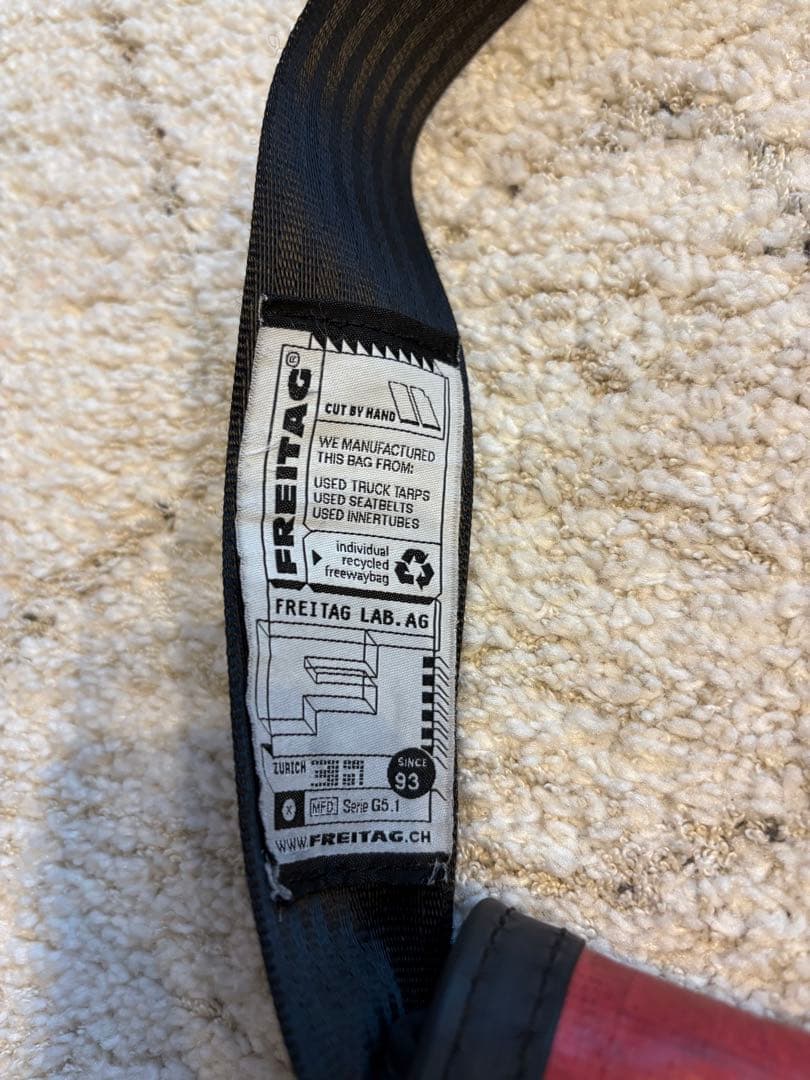 FREITAG®
CUT BY HAND
WE MANUFACTURED
THIS BAG FROM:
USED TRUCK TARPS
USED SEATBELTS
USED INNERTUBES
individual
recycled
freewaybag
FREITAG LAB.AG
ZURICH
SINCE
93
X MFD Serie G5.1
WWW.FREITAG.CH